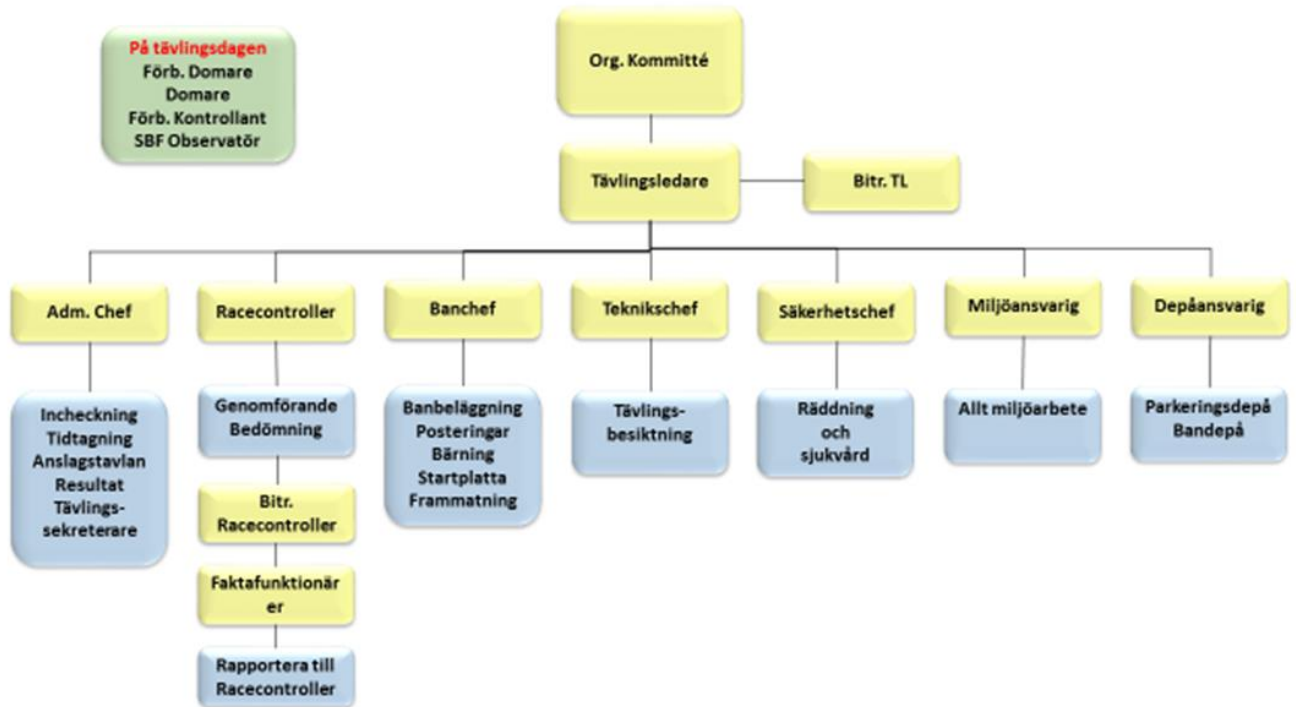 På tävlingsdagen
Förb. Domare
Domare
Förb. Kontrollant
SBF Observatör
Org. Kommitté
Tävlingsledare
Bitr. TL
Adm. Chef
Racecontroller
Banchef
Teknikschef
Säkerhetschef
Miljöansvarig
Depåansvarig
Incheckning
Tidtagning
Anslagstavlan
Resultat
Tävlings-
sekreterare
Genomförande
Bedömning
Bitr.
Racecontroller
Faktafunktionär
er
Rapportera till
Racecontroller
Banbeläggning
Posteringar
Bärning
Startplatta
Frammatning
Tävlings-
besiktning
Räddning
och
sjukvård
Allt miljöarbete
Parkeringsdepå
Bandepå